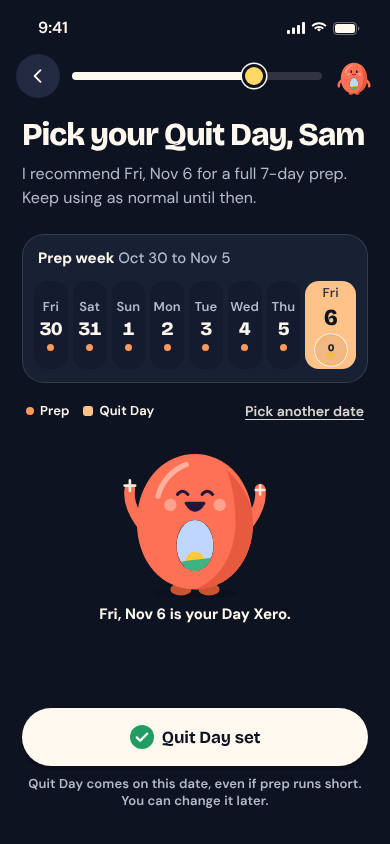 9:41
Pick your Quit Day, Sam
I recommend Fri, Nov 6 for a full 7-day prep.
Keep using as normal until then.
Prep week Oct 30 to Nov 5
Fri Sat Sun Mon Tue Wed Thu Fri
30 31 1 2 3 4 5 6
0
Prep Quit Day Pick another date
Fri, Nov 6 is your Day Xero.
Quit Day set
Quit Day comes on this date, even if prep runs short.
You can change it later.